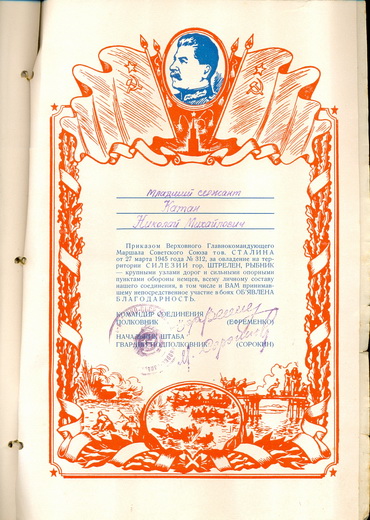 Младший сержант
Катан
Николай Михайлович
Приказом Верховного Главнокомандующего
Маршала Советского Союза тов. СТАЛИНА
от 27 марта 1945 года № 312, за овладение на тер-
ритории СИЛЕЗИИ гор. ШТРЕЛЕН, РЫБНИК
— крупными узлами дорог и сильными опорными
пунктами обороны немцев, всему личному составу
нашего соединения, в том числе и ВАМ принимав-
шему непосредственное участие в боях ОБ'ЯВЛЕНА
БЛАГОДАРНОСТЬ.
КОМАНДИР СОЕДИНЕНИЯ
ПОЛКОВНИК (ЕФРЕМЕНКО)
НАЧАЛЬНИК ШТАБА
ГВАРДИИ ПОДПОЛКОВНИК (СОРОКИН)